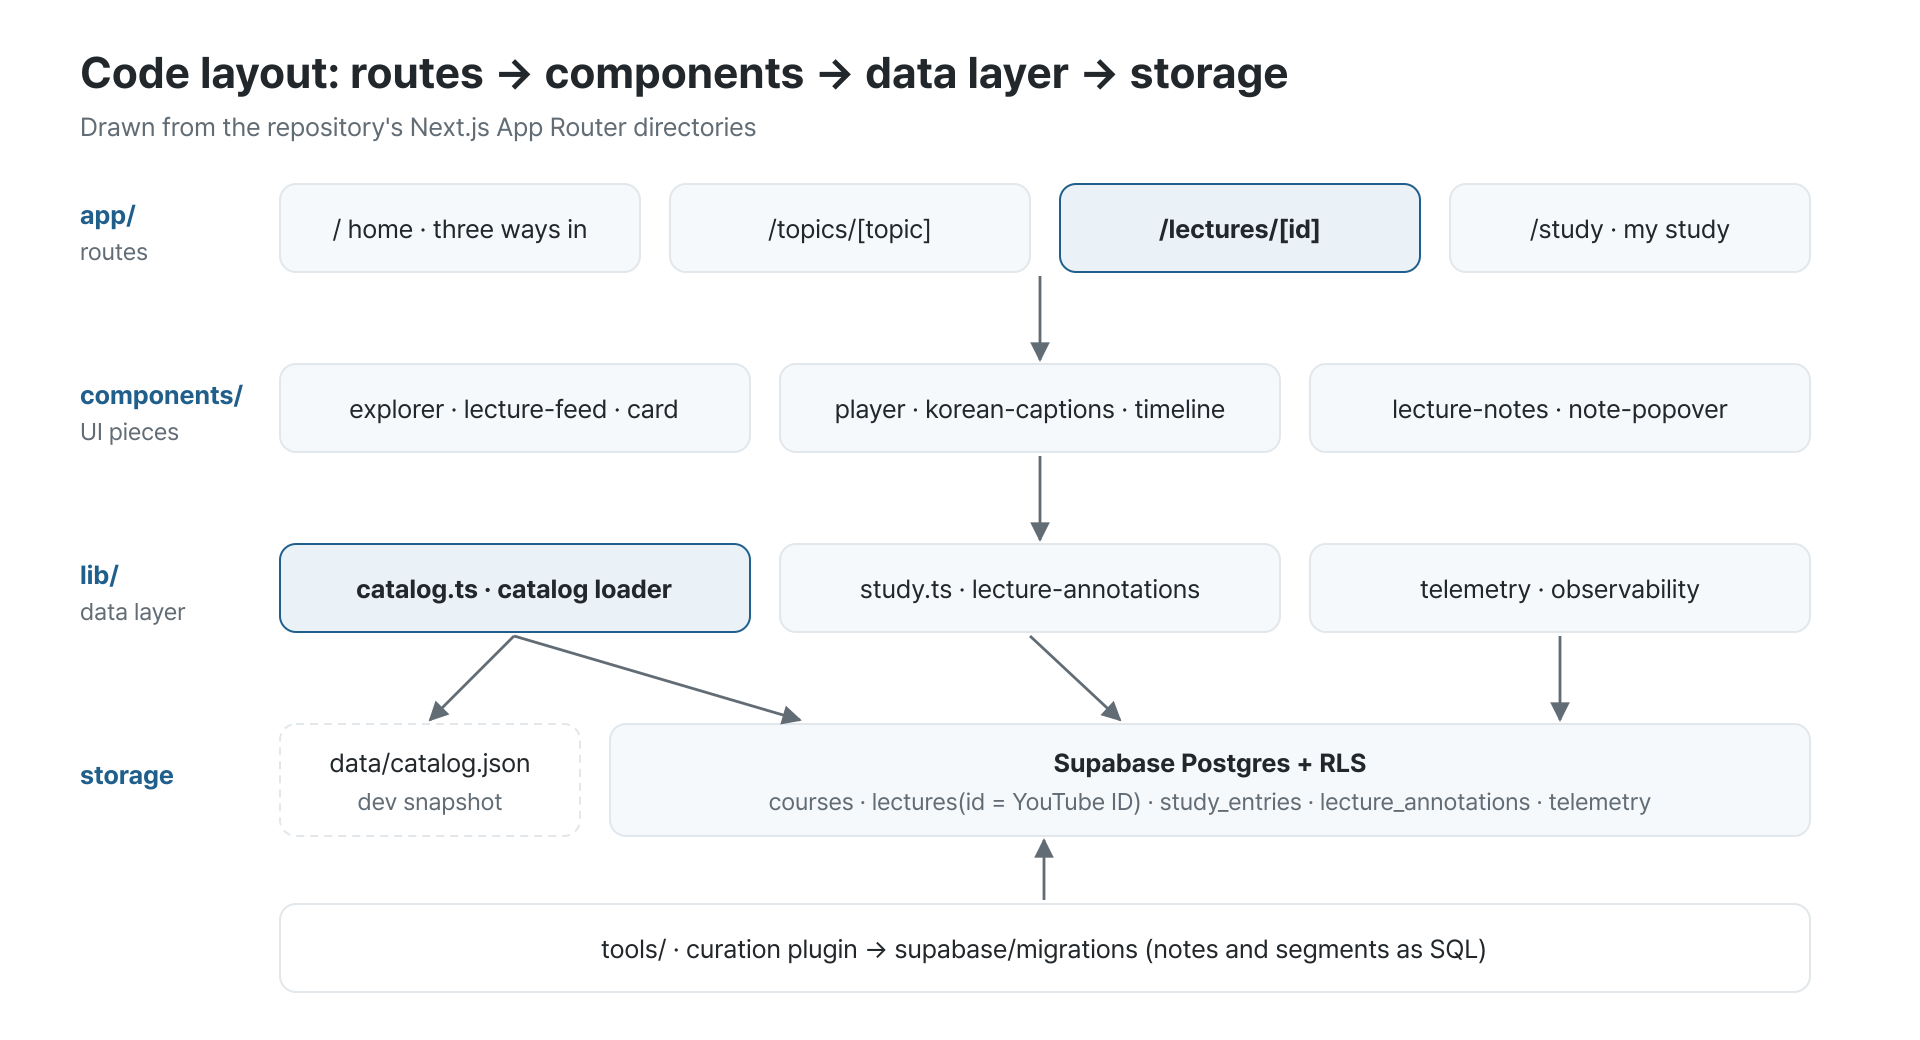 Code layout: routes → components → data layer → storage
Drawn from the repository's Next.js App Router directories
app/
routes
/ home · three ways in
/topics/[topic]
/lectures/[id]
/study · my study
components/
UI pieces
explorer · lecture-feed · card
player · korean-captions · timeline
lecture-notes · note-popover
lib/
data layer
catalog.ts · catalog loader
study.ts · lecture-annotations
telemetry · observability
storage
data/catalog.json
dev snapshot
Supabase Postgres + RLS
courses · lectures(id = YouTube ID) · study_entries · lecture_annotations · telemetry
tools/ · curation plugin → supabase/migrations (notes and segments as SQL)